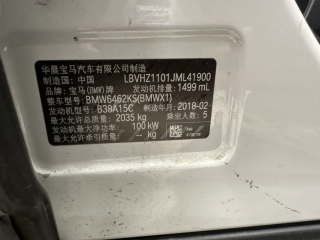 华晨宝马汽车有限公司制造
制造国：中国 LBVHZ1101JML41900
品牌：宝马(BMW)牌 发动机排量：1499 mL
整车型号：BMW6462KS(BMWX1)
发动机型号：B38A15C 制造年月：2018-02
最大允许总质量：2035 kg 乘坐人数：5
发动机最大净功率：100 kW
最大允许牵引质量：- kg